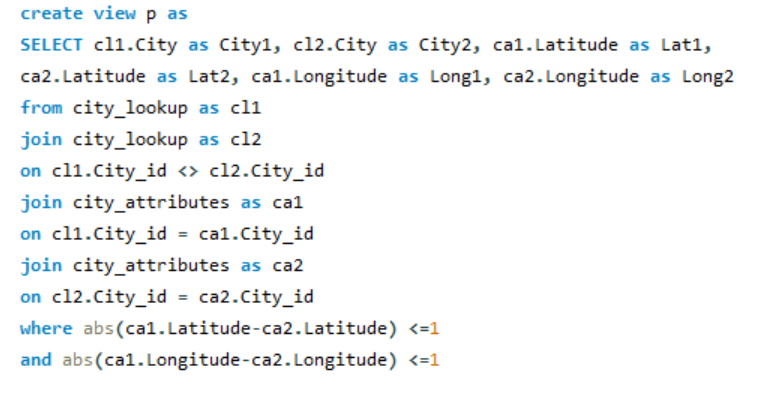 create view p as
SELECT cl1.City as City1, cl2.City as City2, ca1.Latitude as Lat1,
ca2.Latitude as Lat2, ca1.Longitude as Long1, ca2.Longitude as Long2
from city_lookup as cl1
join city_lookup as cl2
on cl1.City_id <> cl2.City_id
join city_attributes as ca1
on cl1.City_id = ca1.City_id
join city_attributes as ca2
on cl2.City_id = ca2.City_id
where abs(ca1.Latitude-ca2.Latitude) <=1
and abs(ca1.Longitude-ca2.Longitude) <=1